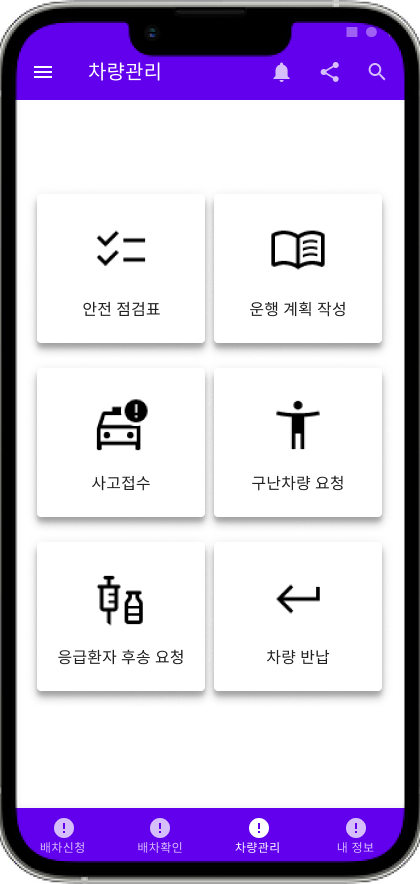 차량관리
안전 점검표
운행 계획 작성
사고접수
구난차량 요청
응급환자 후송 요청
차량 반납
배차신청
배차확인
차량관리
내 정보